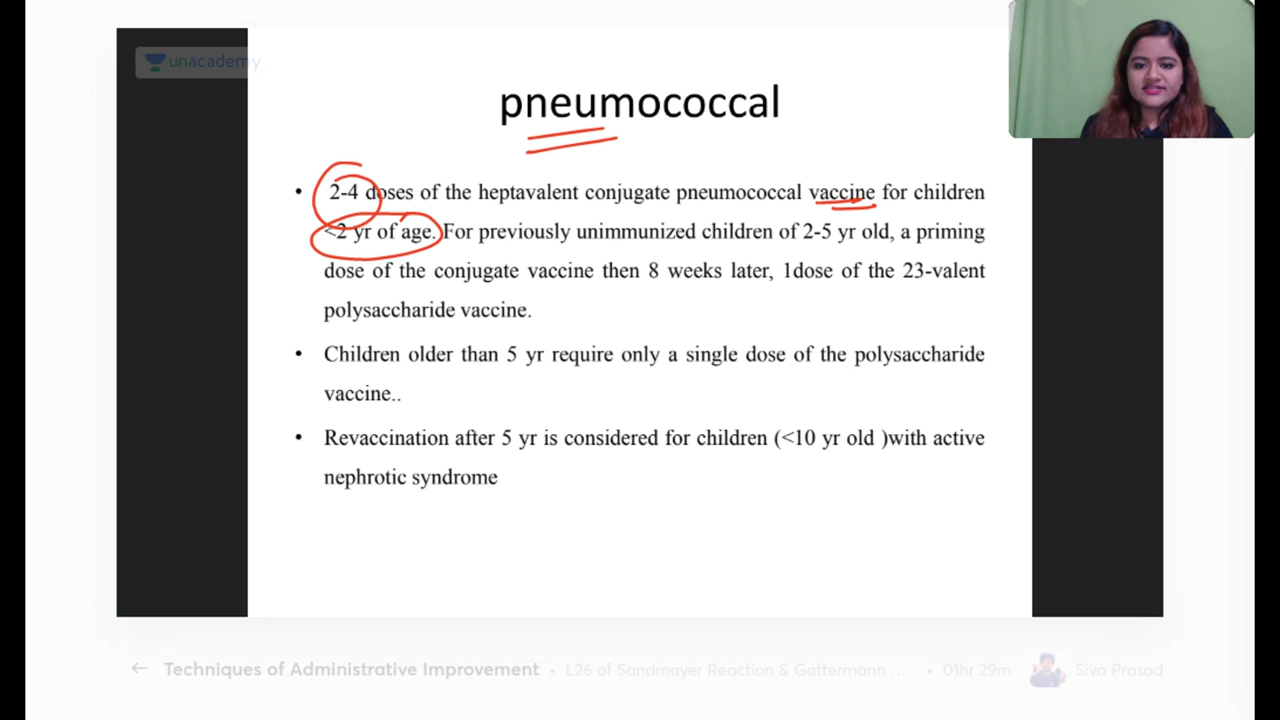 unacademy
pneumococcal
• 2-4 doses of the heptavalent conjugate pneumococcal vaccine for children
<2 yr of age. For previously unimmunized children of 2-5 yr old, a priming
dose of the conjugate vaccine then 8 weeks later, 1dose of the 23-valent
polysaccharide vaccine.
• Children older than 5 yr require only a single dose of the polysaccharide
vaccine..
• Revaccination after 5 yr is considered for children (<10 yr old )with active
nephrotic syndrome
← Techniques of Administrative Improvement • L26 of Sandmayer Reaction & Gattermann ... • 01hr 29m Siva Prasad